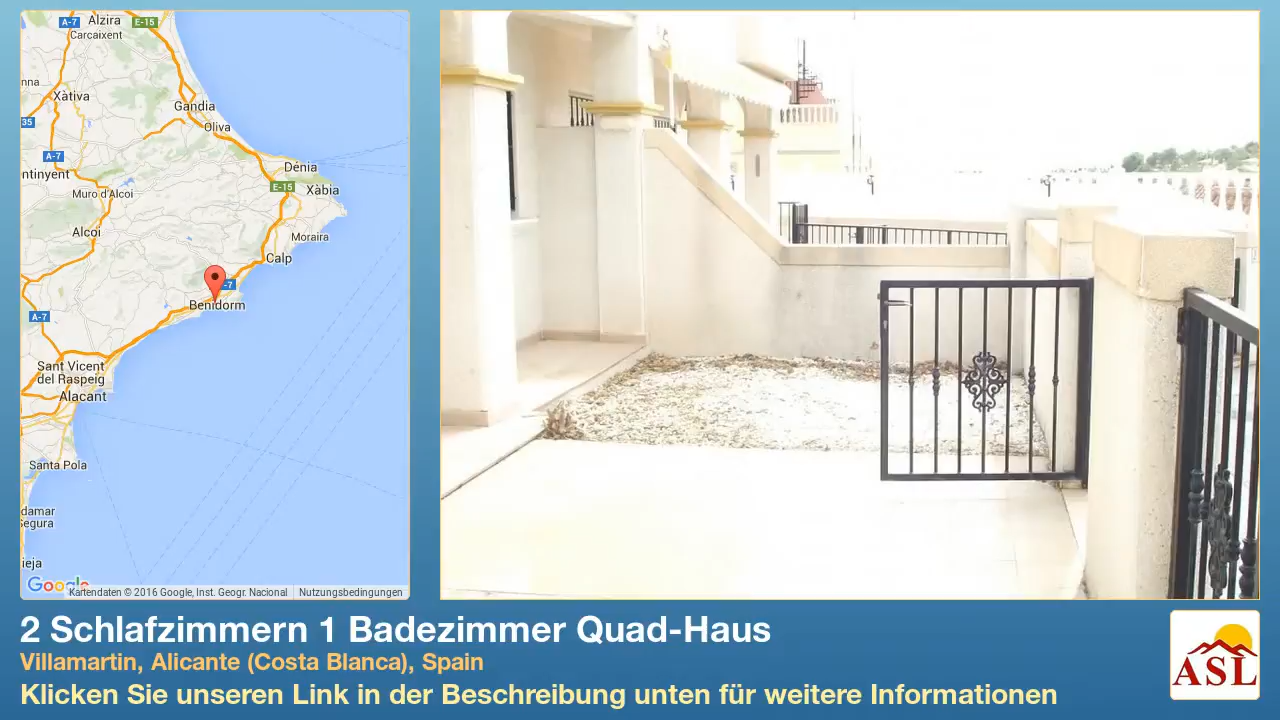 Alzira
A-7
E-15
Carcaixent
nna
Xàtiva
Gandia
35
Oliva
A-7
ntinyent
Dénia
E-15
Xàbia
Muro d'Alcoi
Alcoi
Moraira
Calp
-7
Benidorm
A-7
Sant Vicent
del Raspeig
Alacant
Santa Pola
damar
Segura
ieja
Google
Kartendaten © 2016 Google, Inst. Geogr. Nacional
Nutzungsbedingungen
2 Schlafzimmern 1 Badezimmer Quad-Haus
Villamartin, Alicante (Costa Blanca), Spain
Klicken Sie unseren Link in der Beschreibung unten für weitere Informationen
ASL